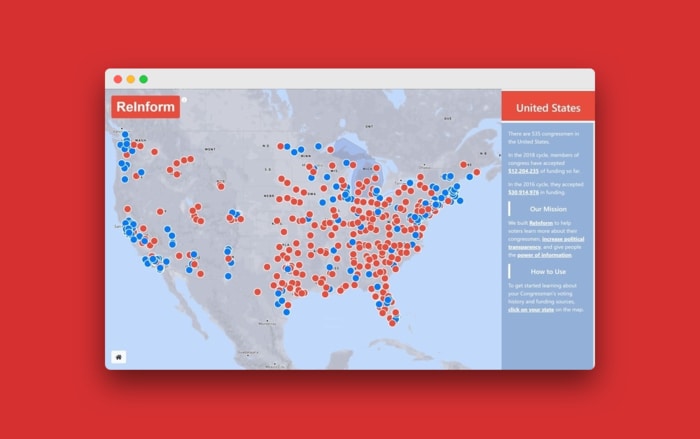 ReInform
United States
There are 535 congressmen in
the United States.
In the 2018 cycle, members of
congress have accepted
$12,204,235 of funding so far.
In the 2016 cycle, they accepted
$20,914,976 in funding.
Our Mission
We built ReInform to help
voters learn more about their
congressmen, increase political
transparency, and give people
the power of information.
How to Use
To get started learning about
your Congressman's voting
history and funding sources,
click on your state on the map.
ONT
MONT
MINN